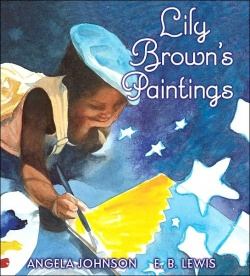 Lily
Brown's
Paintings
ANGELA JOHNSON E. B. LEWIS